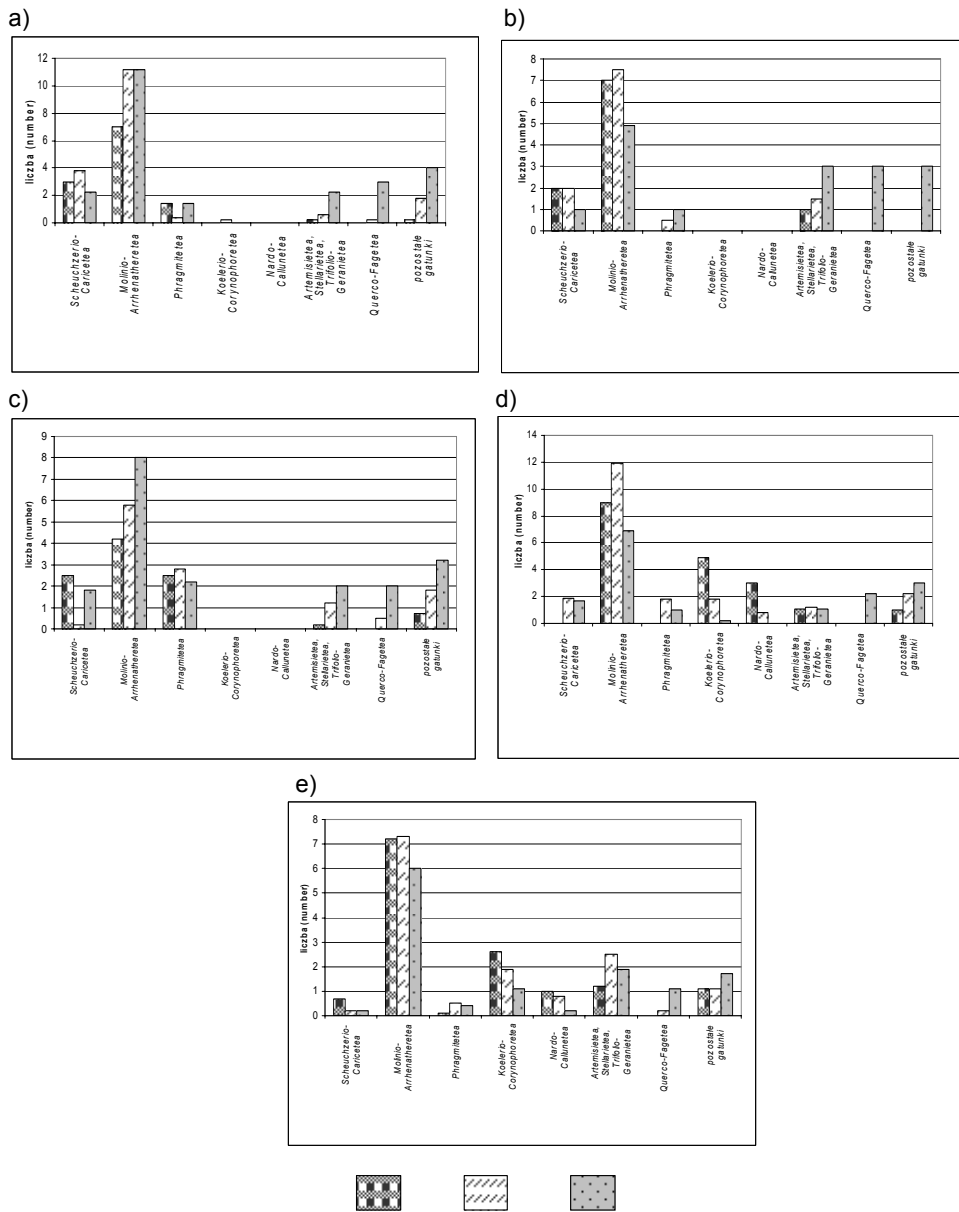 a)
liczba (number)
12
10
8
6
4
2
0
Scheuchzerio-
Caricetea
Molinio-
Arrhenatheretea
Phragmitetea
Koelerio-
Corynophoretea
Nardo-
Callunetea
Artemisietea,
Stellarietea,
Trifolio-
Geranietea
Querco-Fagetea
pozostałe
gatunki
b)
liczba (number)
8
7
6
5
4
3
2
1
0
Scheuchzerio-
Caricetea
Molinio-
Arrhenatheretea
Phragmitetea
Koelerio-
Corynophoretea
Nardo-
Callunetea
Artemisietea,
Stellarietea,
Trifolio-
Geranietea
Querco-Fagetea
pozostałe
gatunki
c)
liczba (number)
9
8
7
6
5
4
3
2
1
0
Scheuchzerio-
Caricetea
Molinio-
Arrhenatheretea
Phragmitetea
Koelerio-
Corynophoretea
Nardo-
Callunetea
Artemisietea,
Stellarietea,
Trifolio-
Geranietea
Querco-Fagetea
pozostałe
gatunki
d)
liczba (number)
14
12
10
8
6
4
2
0
Scheuchzerio-
Caricetea
Molinio-
Arrhenatheretea
Phragmitetea
Koelerio-
Corynophoretea
Nardo-
Callunetea
Artemisietea,
Stellarietea,
Trifolio-
Geranietea
Querco-Fagetea
pozostałe
gatunki
e)
liczba (number)
8
7
6
5
4
3
2
1
0
Scheuchzerio-
Caricetea
Molinio-
Arrhenatheretea
Phragmitetea
Koelerio-
Corynophoretea
Nardo-
Callunetea
Artemisietea,
Stellarietea,
Trifolio-
Geranietea
Querco-Fagetea
pozostałe
gatunki